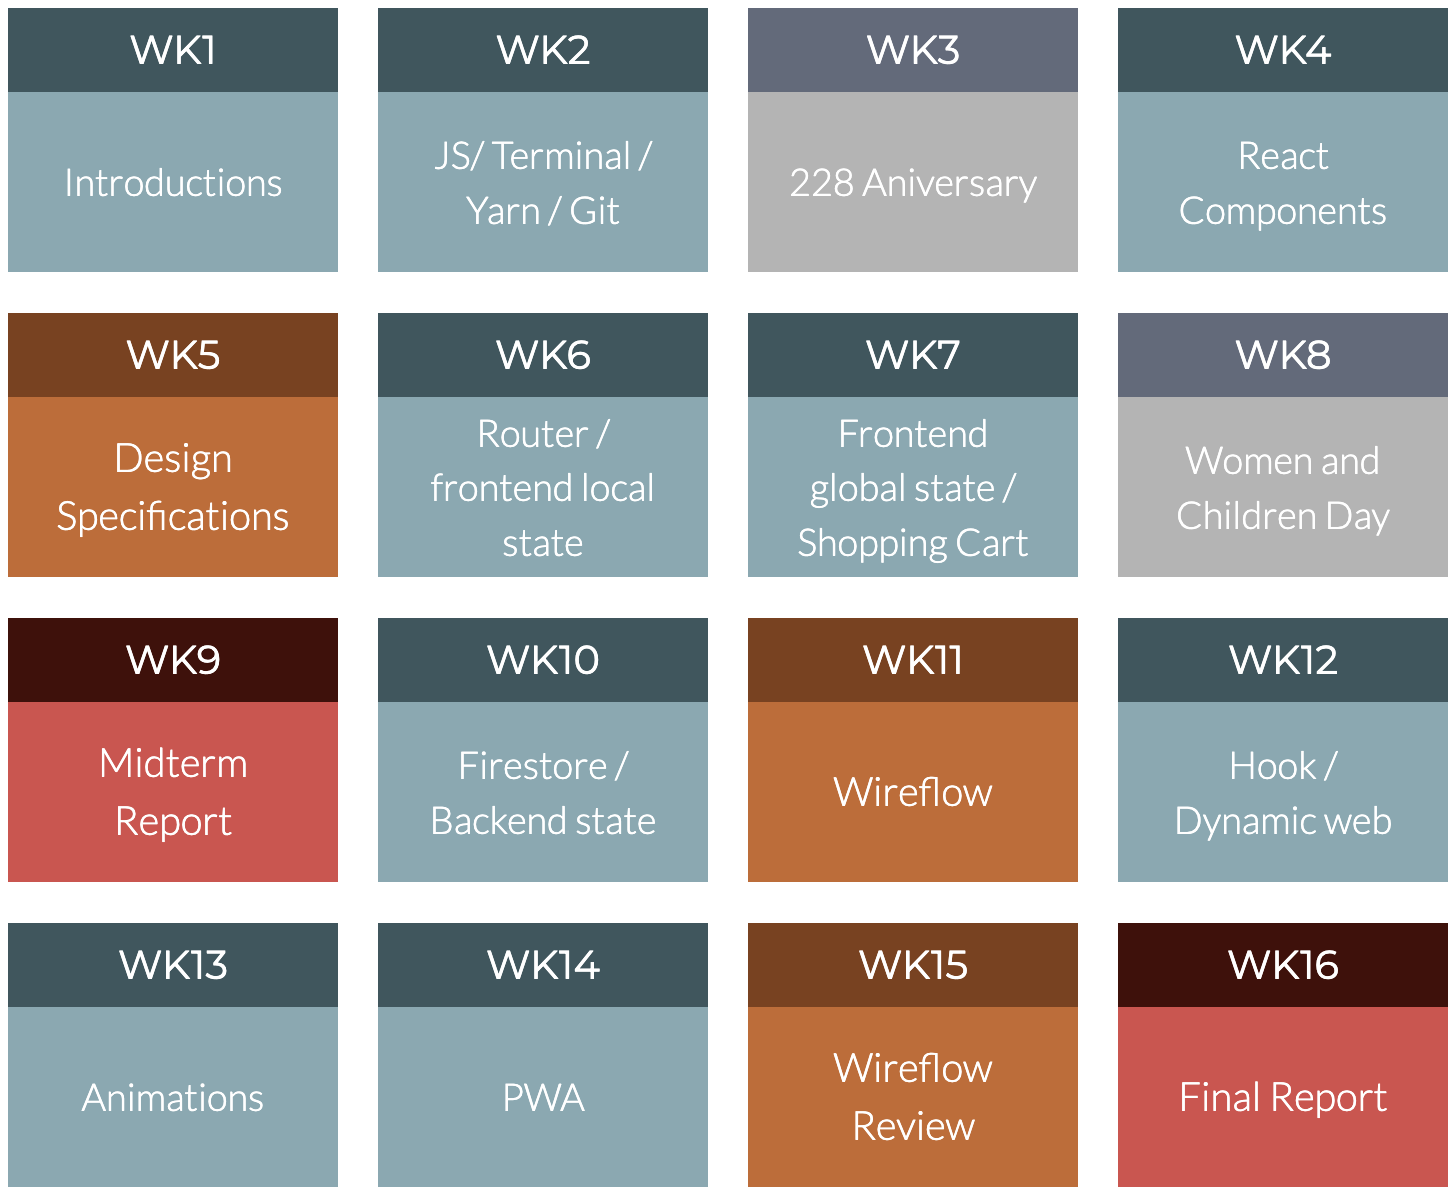 WK1
Introductions
WK2
JS/ Terminal /
Yarn / Git
WK3
228 Aniversary
WK4
React
Components
WK5
Design
Specifications
WK6
Router /
frontend local
state
WK7
Frontend
global state /
Shopping Cart
WK8
Women and
Children Day
WK9
Midterm
Report
WK10
Firestore /
Backend state
WK11
Wireflow
WK12
Hook /
Dynamic web
WK13
Animations
WK14
PWA
WK15
Wireflow
Review
WK16
Final Report